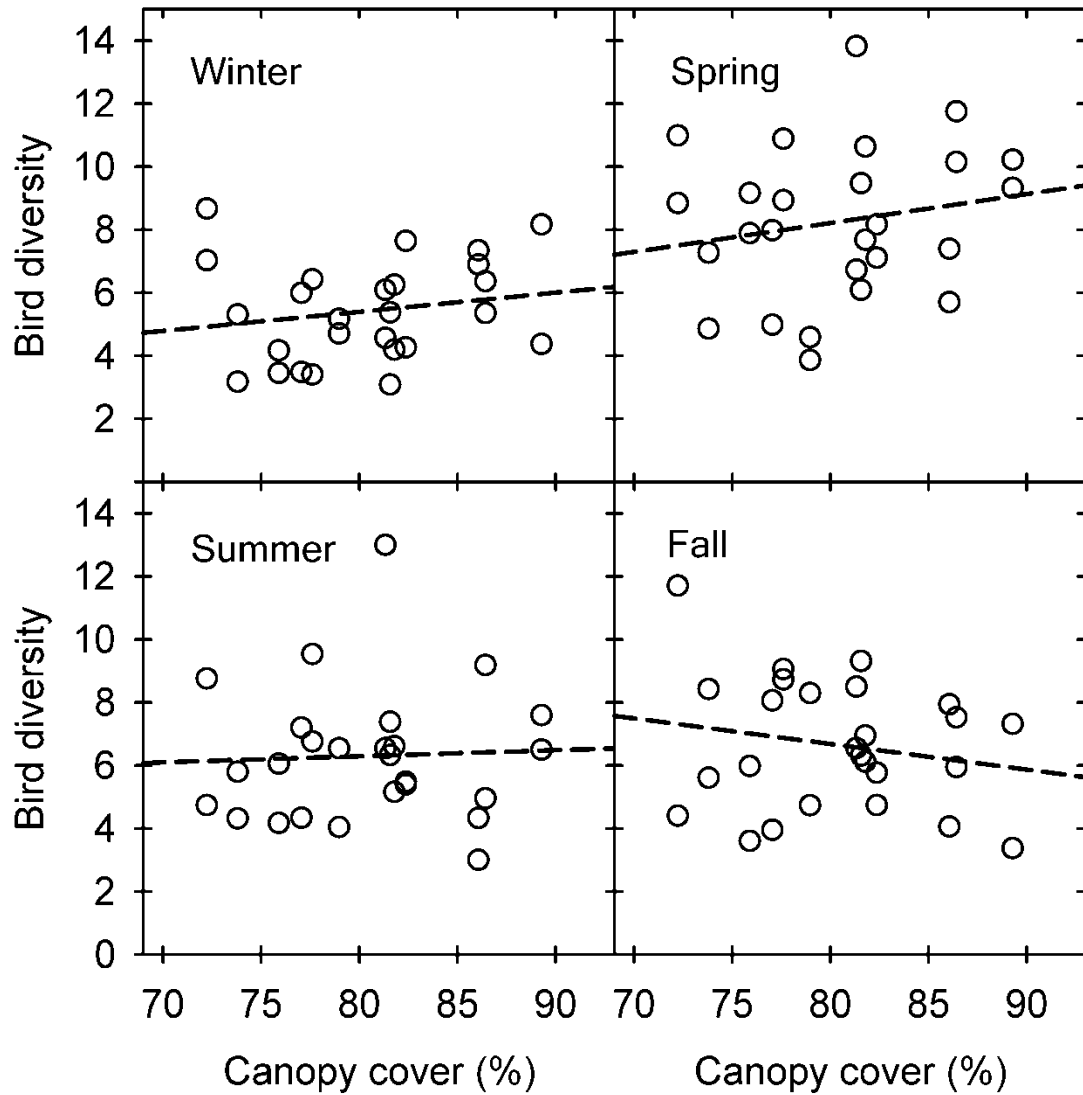 14
12
10
8
6
4
2
Bird diversity
Winter
Spring
14
12
10
8
6
4
2
0
Bird diversity
Summer
Fall
70 75 80 85 90 70 75 80 85 90
Canopy cover (%) Canopy cover (%)